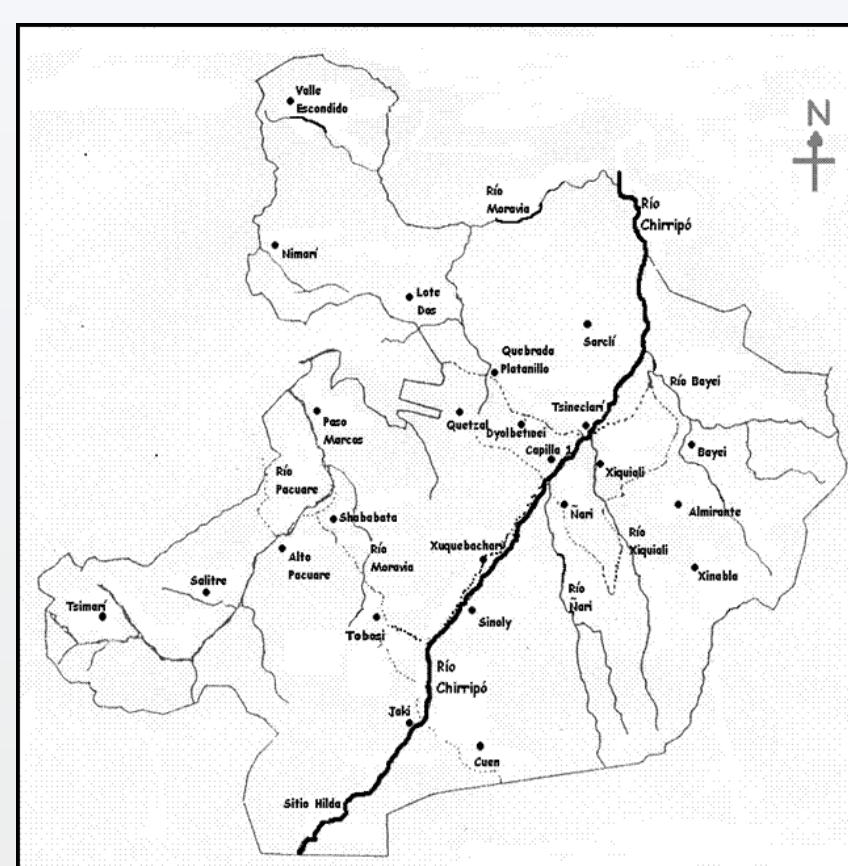 Valle
Escondido
N
Río
Moravia
Río
Chirripó
Nimarí
Lote
Dos
Sarclí
Quebrada
Platanillo
Río Bayei
Tsineclarí
Paso
Marcos
Quetzal
Dyolbetinei
Capilla 1
Bayei
Xiquiali
Río
Pacuare
Shababata
Ñari
Almirante
Río
Xiquiali
Alto
Pacuare
Río
Moravia
Xuquebacharí
Xinabla
Salitre
Río
Ñari
Tsimarí
Sinoly
Tobosi
Río
Chirripó
Jaki
Cuen
Sitio Hilda